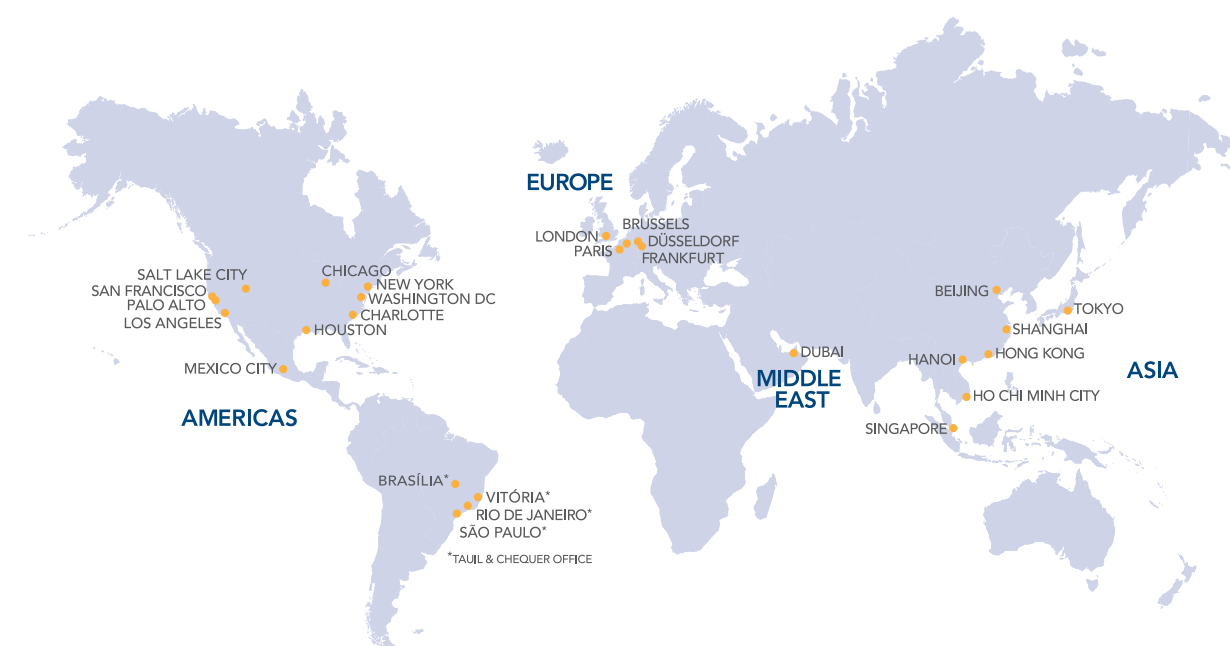 EUROPE
BRUSSELS
LONDON
DÜSSELDORF
PARIS
FRANKFURT
SALT LAKE CITY
CHICAGO
SAN FRANCISCO
NEW YORK
PALO ALTO
WASHINGTON DC
LOS ANGELES
CHARLOTTE
HOUSTON
MEXICO CITY
AMERICAS
BRASÍLIA*
VITÓRIA*
RIO DE JANEIRO*
SÃO PAULO*
*TAUIL & CHEQUER OFFICE
DUBAI
MIDDLE
EAST
BEIJING
TOKYO
SHANGHAI
HANOI
HONG KONG
ASIA
HO CHI MINH CITY
SINGAPORE